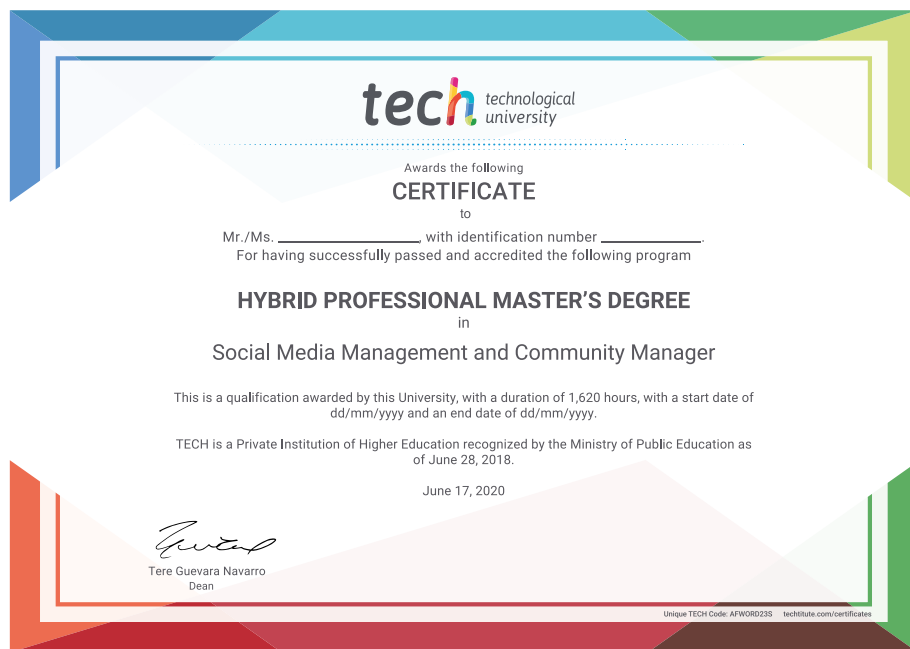 tech technological
university
Awards the following
CERTIFICATE
to
Mr./Ms. ________________, with identification number ____________.
For having successfully passed and accredited the following program
HYBRID PROFESSIONAL MASTER'S DEGREE
in
Social Media Management and Community Manager
This is a qualification awarded by this University, with a duration of 1,620 hours, with a start date of
dd/mm/yyyy and an end date of dd/mm/yyyy.
TECH is a Private Institution of Higher Education recognized by the Ministry of Public Education as
of June 28, 2018.
June 17, 2020
Tere Guevara Navarro
Dean
Unique TECH Code: AFWORD23S techtitute.com/certificates